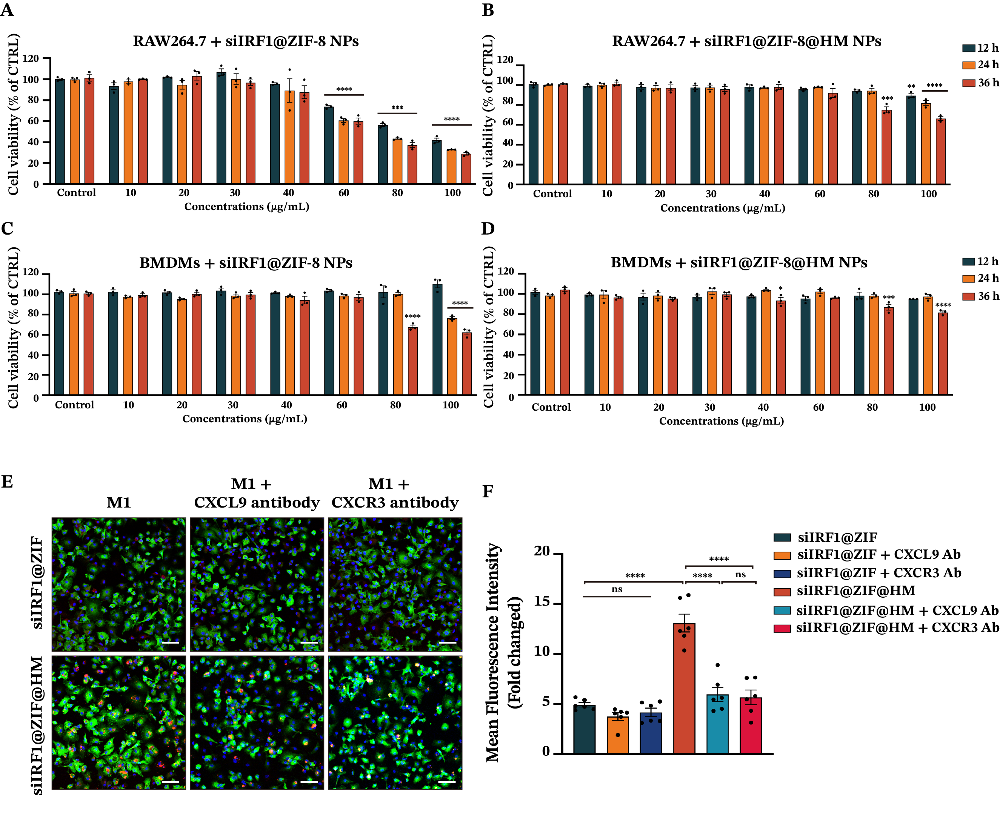 A
RAW264.7 + siIRF1@ZIF-8 NPs
Cell viability (% of CTRL)
120
100
80
60
40
20
0
****
***
****
Control 10 20 30 40 60 80 100
Concentrations (μg/mL)
B
RAW264.7 + siIRF1@ZIF-8@HM NPs
Cell viability (% of CTRL)
120
100
80
60
40
20
0
***
**
****
Control 10 20 30 40 60 80 100
Concentrations (μg/mL)
12 h
24 h
36 h
C
BMDMs + siIRF1@ZIF-8 NPs
Cell viability (% of CTRL)
120
100
80
60
40
20
0
****
****
Control 10 20 30 40 60 80 100
Concentrations (μg/mL)
D
BMDMs + siIRF1@ZIF-8@HM NPs
Cell viability (% of CTRL)
120
100
80
60
40
20
0
*
***
****
Control 10 20 30 40 60 80 100
Concentrations (μg/mL)
12 h
24 h
36 h
E
M1
M1 +
CXCL9 antibody
M1 +
CXCR3 antibody
siIRF1@ZIF
siIRF1@ZIF@HM
F
Mean Fluorescence Intensity
(Fold changed)
20
15
10
5
0
****
****
****
ns
ns
siIRF1@ZIF
siIRF1@ZIF + CXCL9 Ab
siIRF1@ZIF + CXCR3 Ab
siIRF1@ZIF@HM
siIRF1@ZIF@HM + CXCL9 Ab
siIRF1@ZIF@HM + CXCR3 Ab